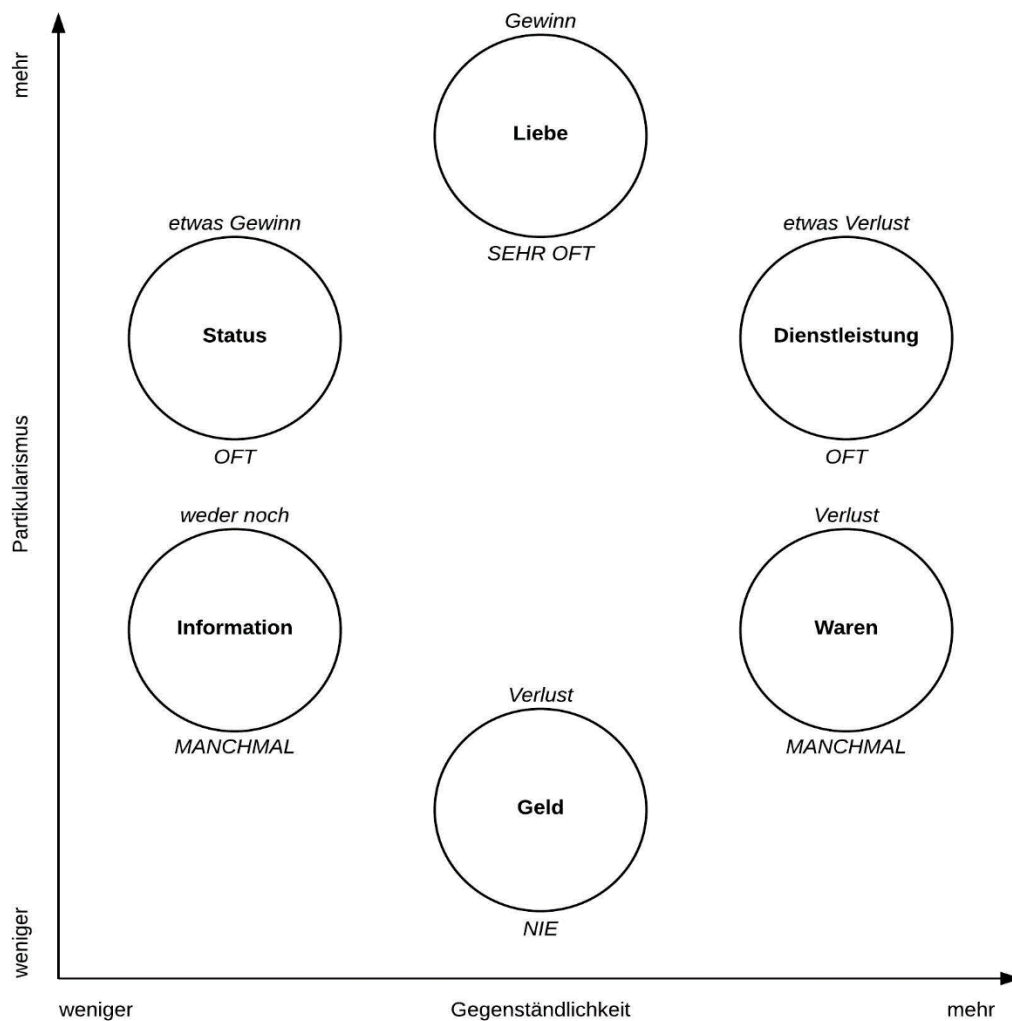 mehr
Gewinn
Liebe
SEHR OFT
etwas Gewinn
etwas Verlust
Status
Dienstleistung
OFT
OFT
Partikularismus
weder noch
Verlust
Information
Waren
MANCHMAL
MANCHMAL
Verlust
Geld
NIE
weniger
weniger
Gegenständlichkeit
mehr